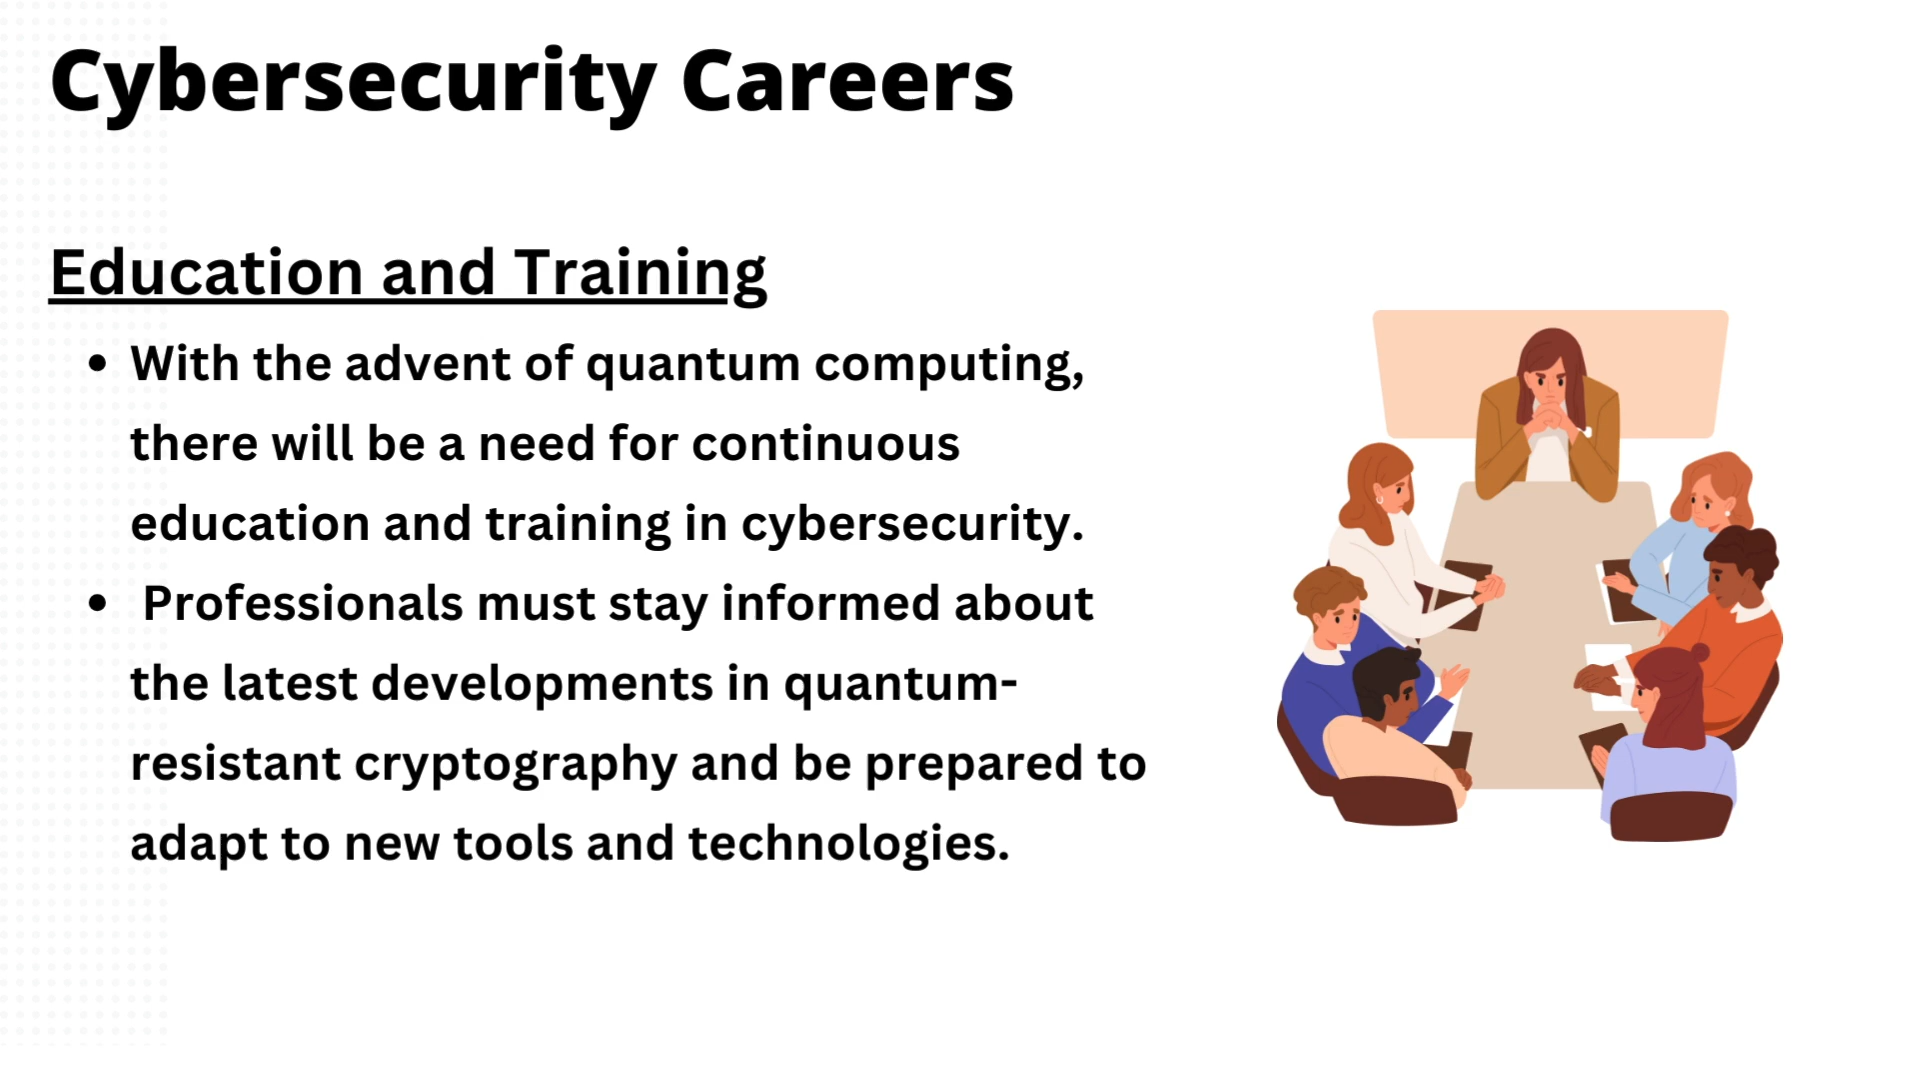 Cybersecurity Careers
Education and Training
• With the advent of quantum computing,
there will be a need for continuous
education and training in cybersecurity.
• Professionals must stay informed about
the latest developments in quantum-
resistant cryptography and be prepared to
adapt to new tools and technologies.